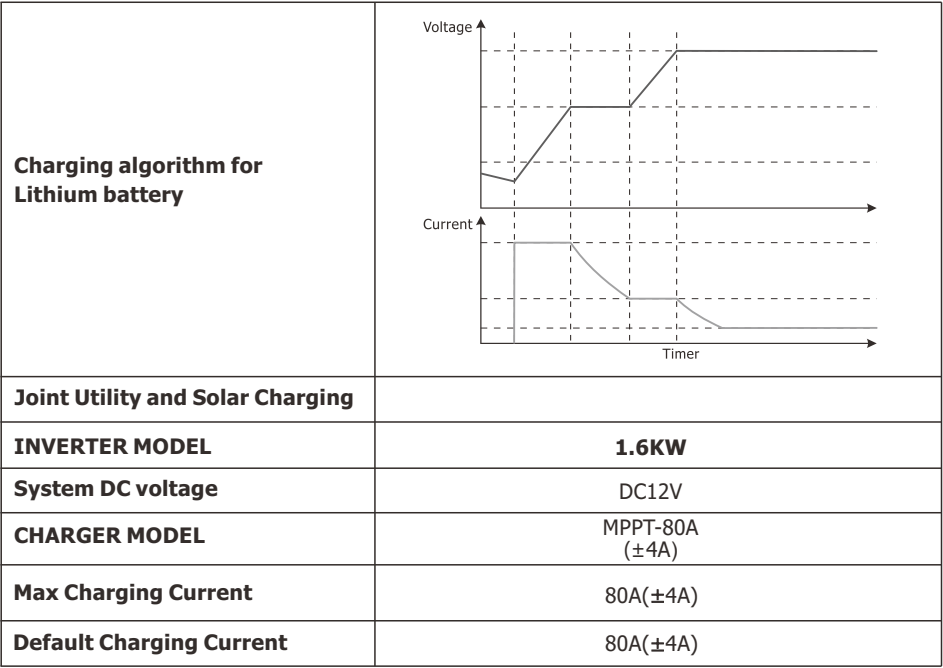 Voltage
Charging algorithm for
Lithium battery
Current
Timer
Joint Utility and Solar Charging
INVERTER MODEL
1.6KW
System DC voltage
DC12V
CHARGER MODEL
MPPT-80A
(±4A)
Max Charging Current
80A(±4A)
Default Charging Current
80A(±4A)